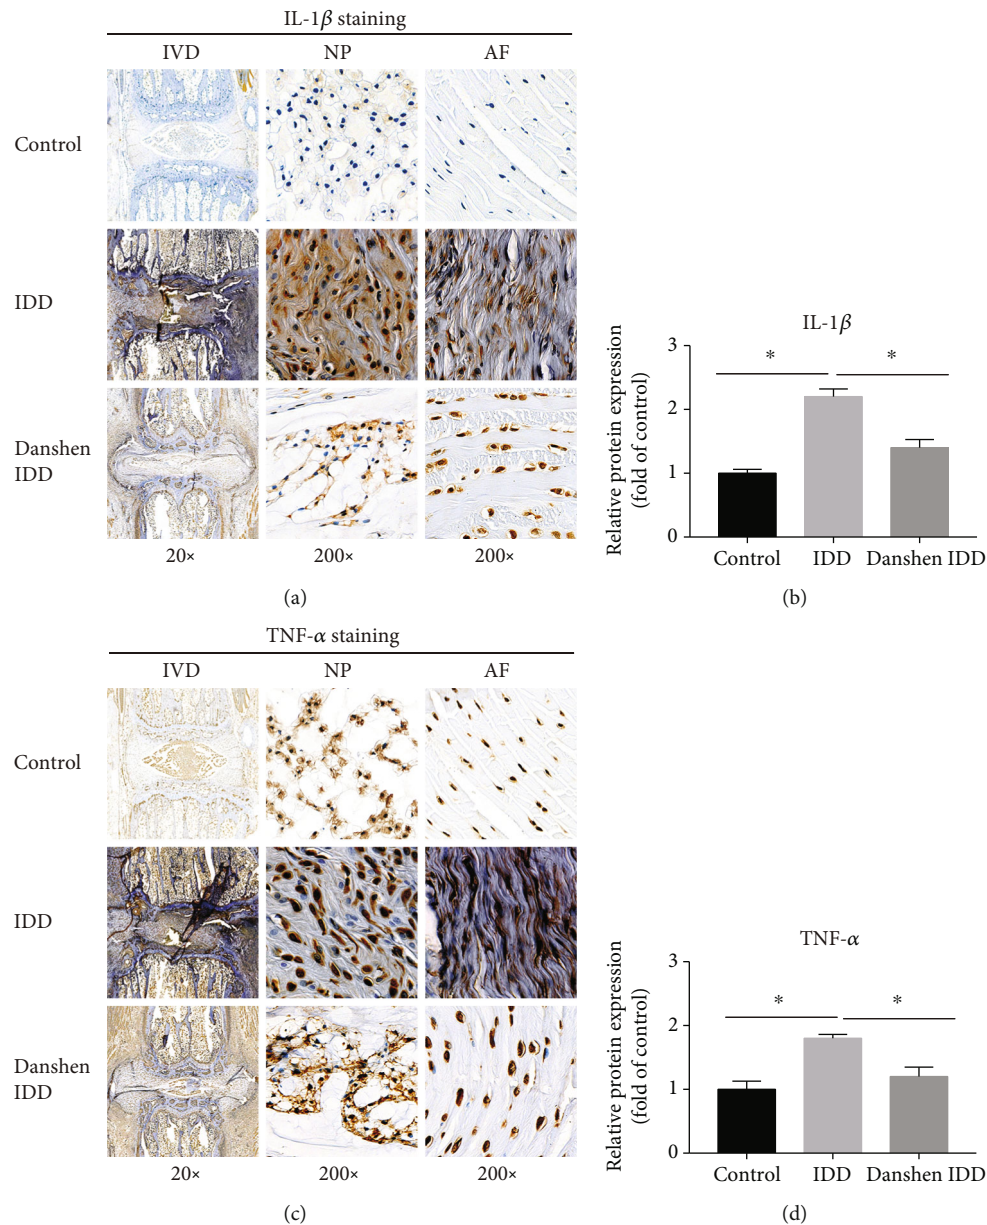 IL-1β staining
IVD NP AF
Control
IDD
Danshen
IDD
20× 200× 200×
(a)
IL-1β
Relative protein expression
(fold of control)
3
2
1
0
* *
Control IDD Danshen IDD
(b)
TNF-α staining
IVD NP AF
Control
IDD
Danshen
IDD
20× 200× 200×
(c)
TNF-α
Relative protein expression
(fold of control)
3
2
1
0
* *
Control IDD Danshen IDD
(d)